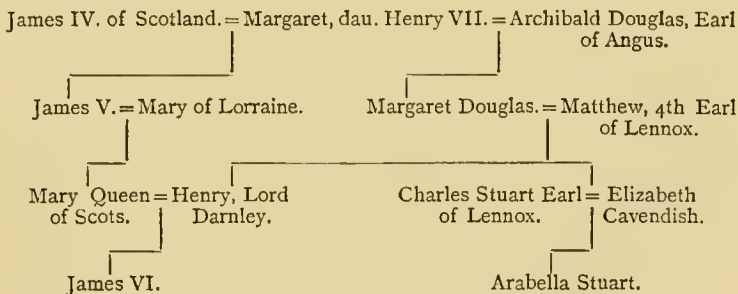 James IV. of Scotland. = Margaret, dau. Henry VII. = Archibald Douglas, Earl
of Angus.
James V. = Mary of Lorraine.
Margaret Douglas. = Matthew, 4th Earl
of Lennox.
Mary Queen = Henry, Lord
of Scots. Darnley.
Charles Stuart Earl = Elizabeth
of Lennox. Cavendish.
James VI.
Arabella Stuart.